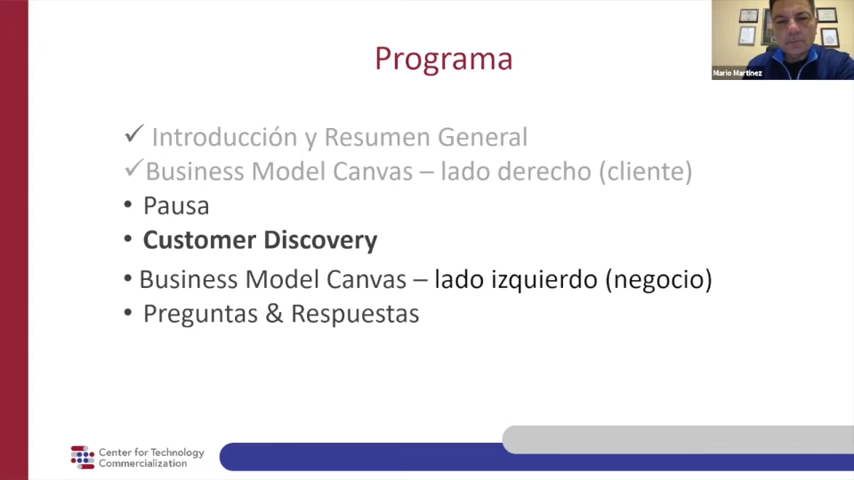 Programa
Mario Martinez
✓ Introducción y Resumen General
✓Business Model Canvas – lado derecho (cliente)
• Pausa
• Customer Discovery
• Business Model Canvas – lado izquierdo (negocio)
• Preguntas & Respuestas
Center for Technology
Commercialization